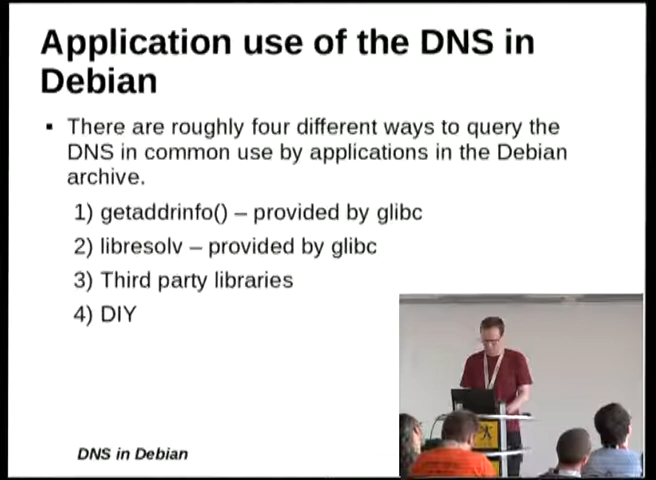 Application use of the DNS in
Debian
▪ There are roughly four different ways to query the
DNS in common use by applications in the Debian
archive.
1) getaddrinfo() – provided by glibc
2) libresolv – provided by glibc
3) Third party libraries
4) DIY
DNS in Debian